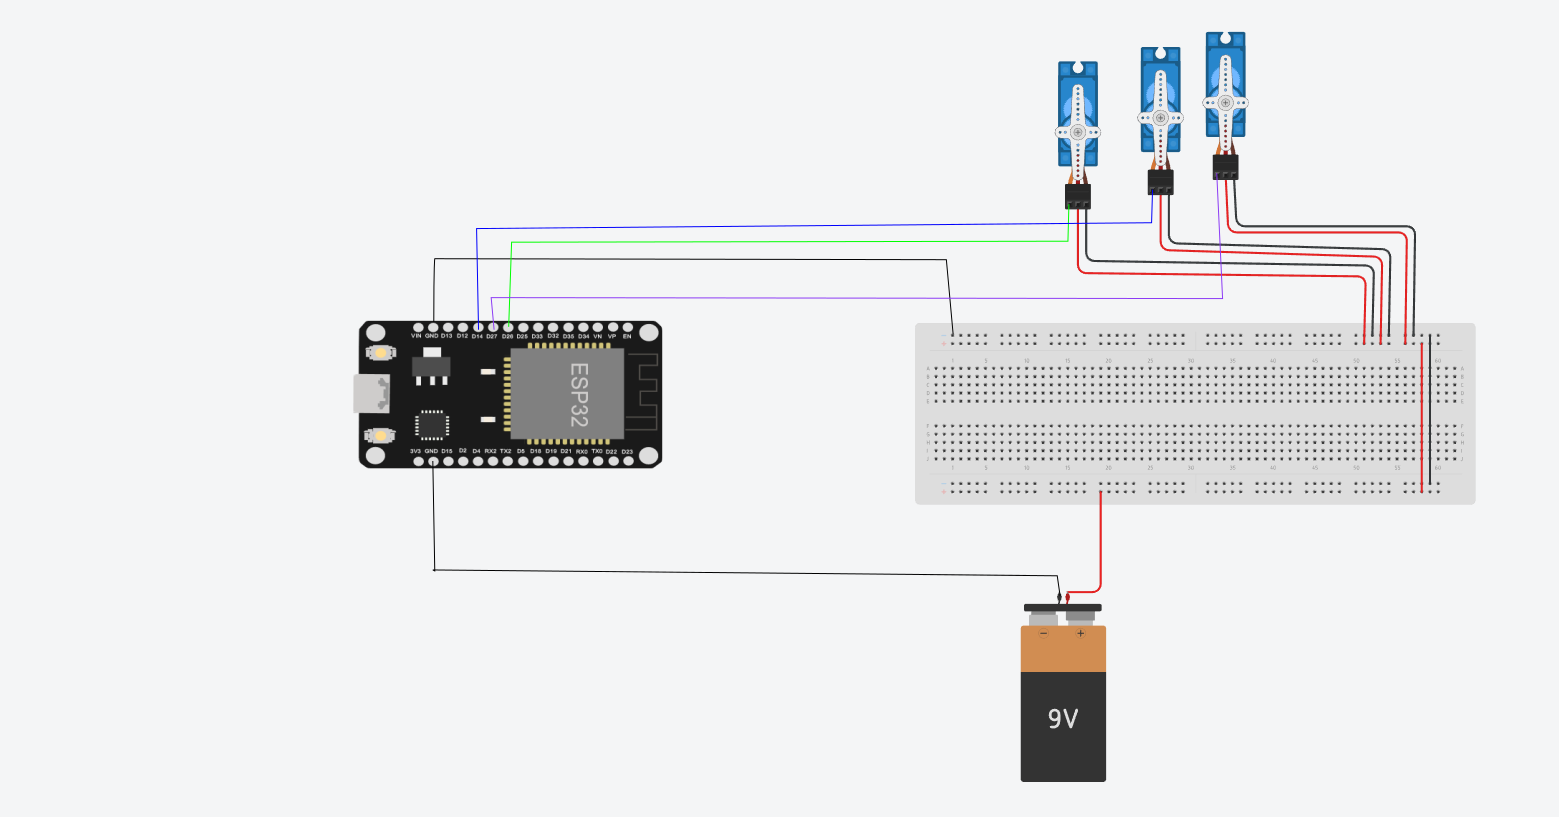 VIN GND D13 D12 D14 D27 D26 D25 D33 D32 D35 D34 VN VP EN
ESP32
3V3 GND D15 D2 D4 RX2 TX2 D5 D18 D19 D21 RX0 TX0 D22 D23
1 5 10 15 20 25 30 35 40 45 50 55 60
A A
B B
C C
D D
E E
F F
G G
H H
I I
J J
1 5 10 15 20 25 30 35 40 45 50 55 60
− +
9V